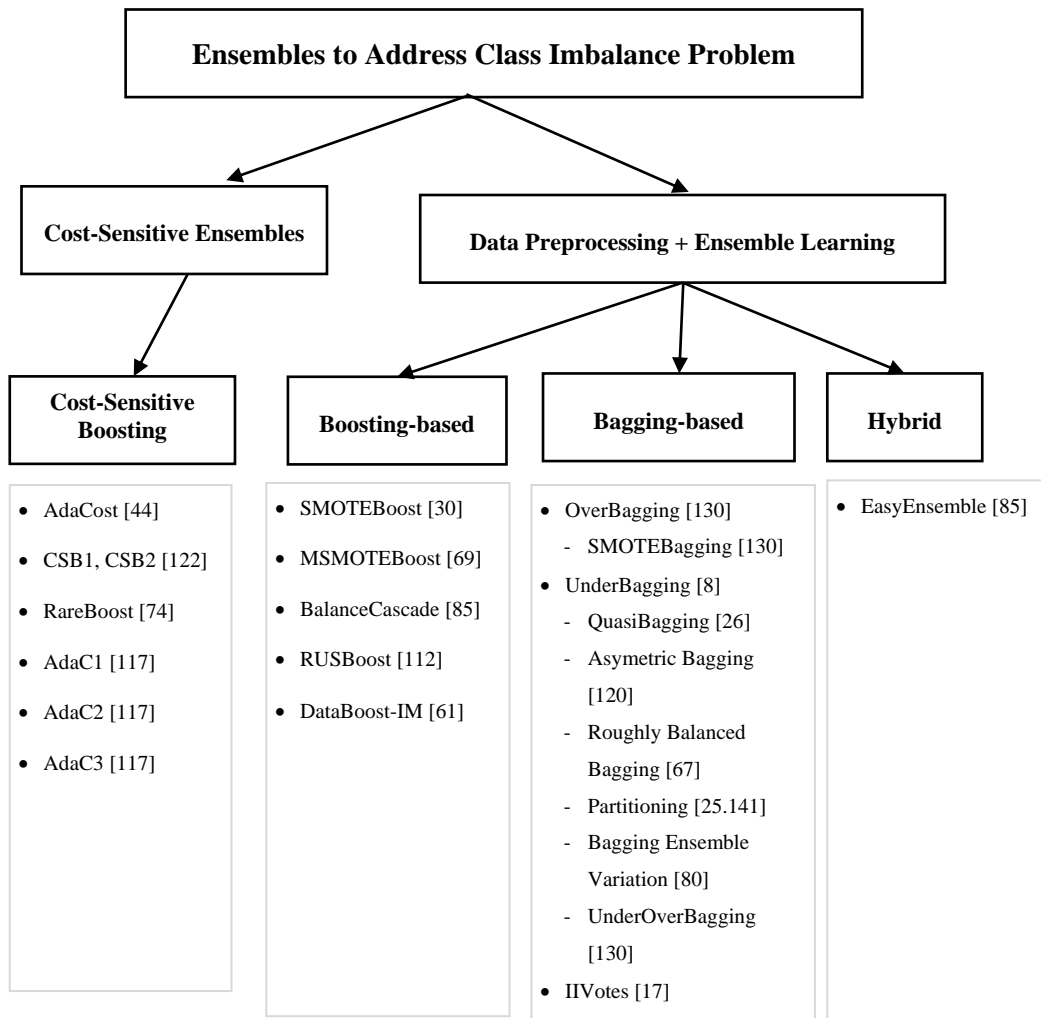 Ensembles to Address Class Imbalance Problem
Cost-Sensitive Ensembles
Data Preprocessing + Ensemble Learning
Cost-Sensitive
Boosting
Boosting-based
Bagging-based
Hybrid
• AdaCost [44]
• CSB1, CSB2 [122]
• RareBoost [74]
• AdaC1 [117]
• AdaC2 [117]
• AdaC3 [117]
• SMOTEBoost [30]
• MSMOTEBoost [69]
• BalanceCascade [85]
• RUSBoost [112]
• DataBoost-IM [61]
• OverBagging [130]
- SMOTEBagging [130]
• UnderBagging [8]
- QuasiBagging [26]
- Asymetric Bagging
[120]
- Roughly Balanced
Bagging [67]
- Partitioning [25.141]
- Bagging Ensemble
Variation [80]
- UnderOverBagging
[130]
• IIVotes [17]
• EasyEnsemble [85]